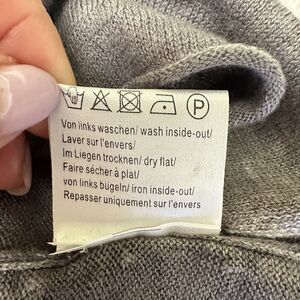 P
Von links waschen/ wash inside-out/
Laver sur l'envers/
Im Liegen trocknen/ dry flat/
Faire sécher à plat/
von links bügeln/ iron inside-out/
Repasser uniquement sur l'envers